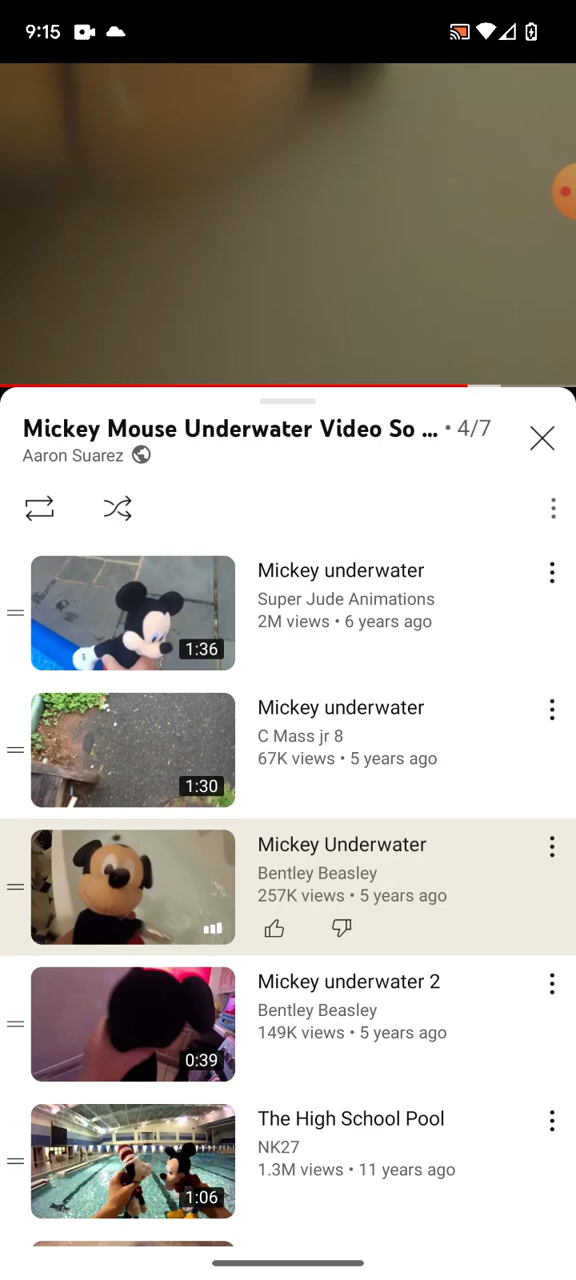 9:15
Mickey Mouse Underwater Video So ... • 4/7
Aaron Suarez
Mickey underwater
Super Jude Animations
2M views • 6 years ago
1:36
Mickey underwater
C Mass jr 8
67K views • 5 years ago
1:30
Mickey Underwater
Bentley Beasley
257K views • 5 years ago
Mickey underwater 2
Bentley Beasley
149K views • 5 years ago
0:39
The High School Pool
NK27
1.3M views • 11 years ago
1:06